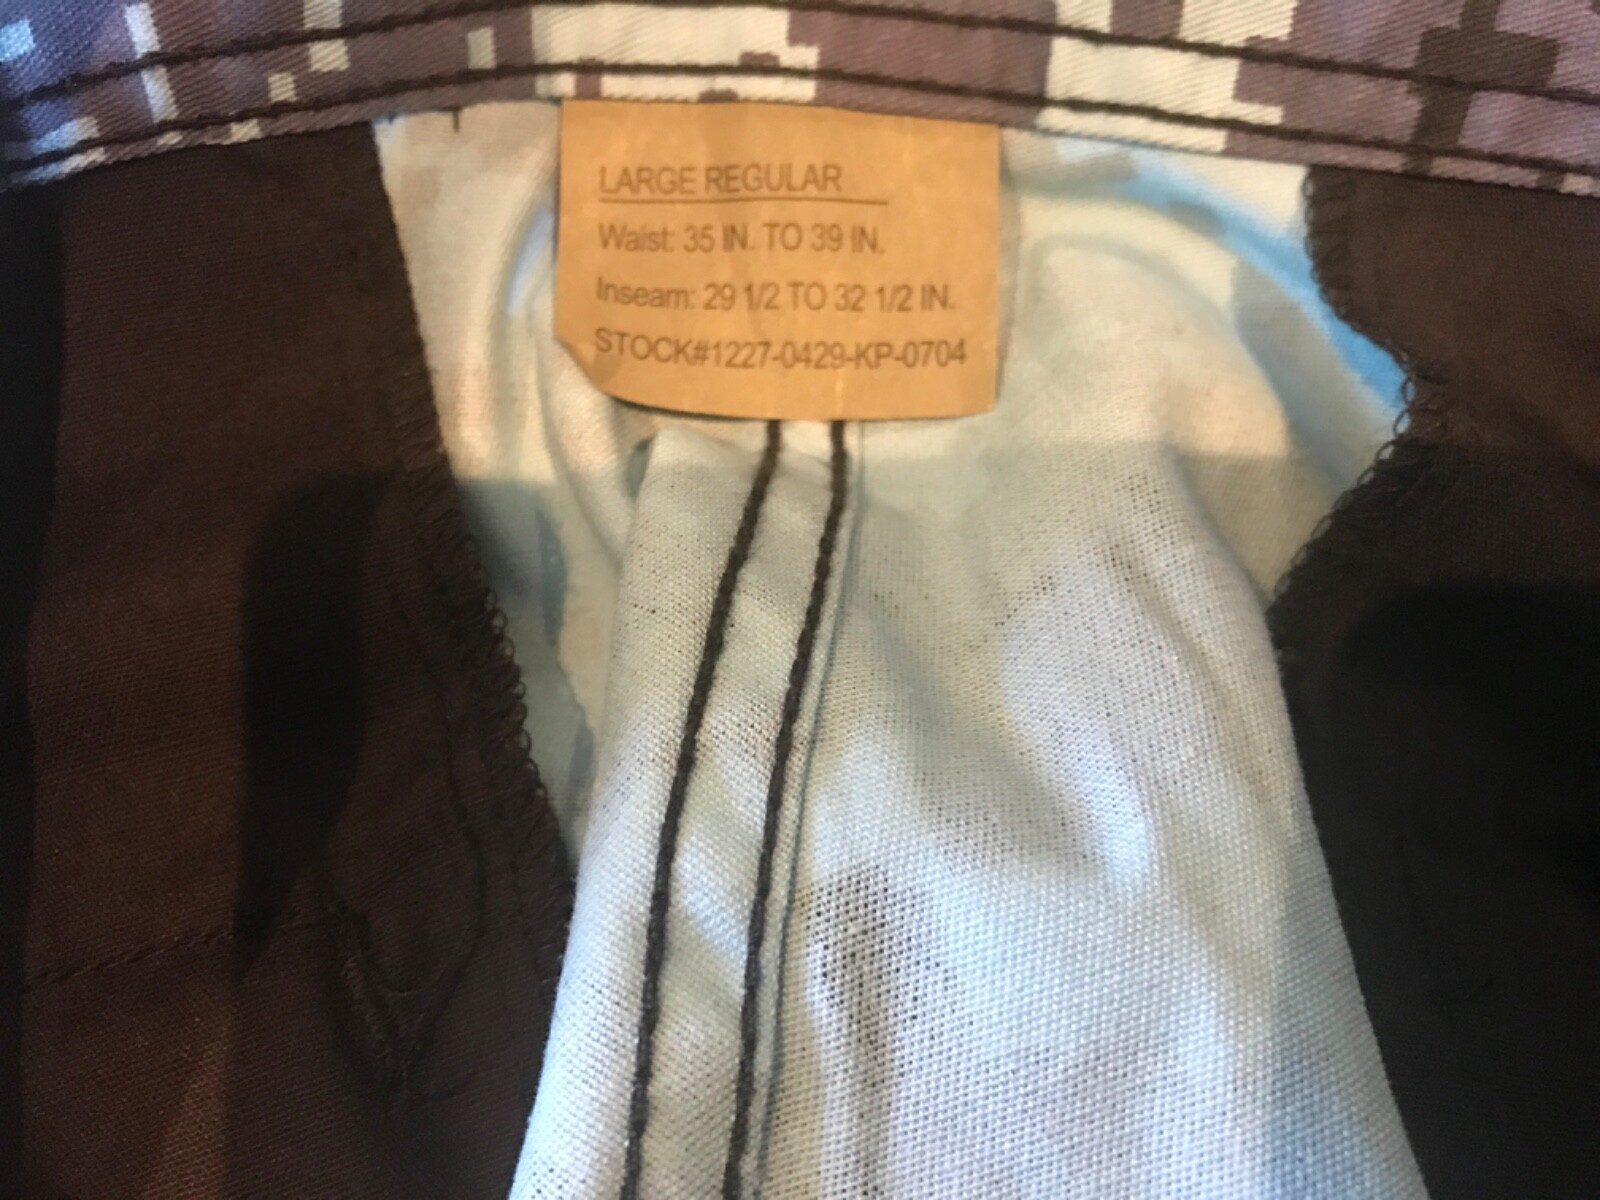 LARGE REGULAR
Waist: 35 IN. TO 39 IN.
Inseam: 29 1/2 TO 32 1/2 IN.
STOCK#1227-0429-KP-0704